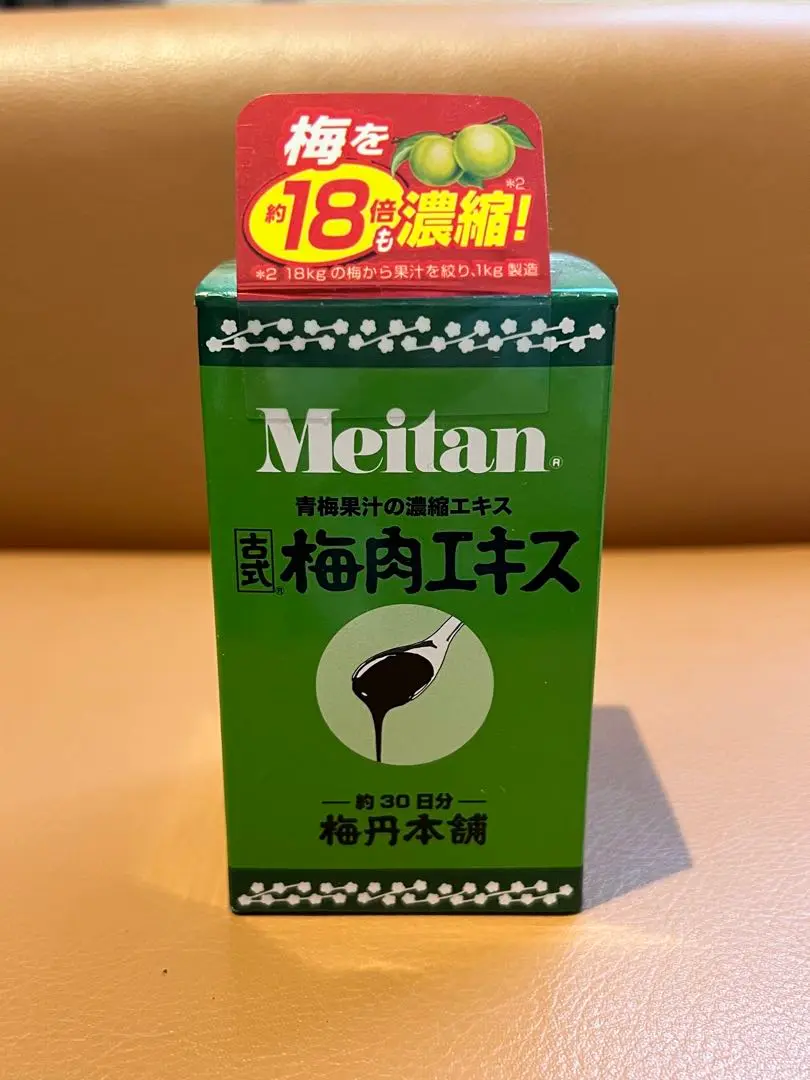 梅を
約18倍も濃縮!*2
*2 18kgの梅から果汁を絞り、1kg製造
Meitan®
青梅果汁の濃縮エキス
古式®梅肉エキス
約30日分
梅丹本舗